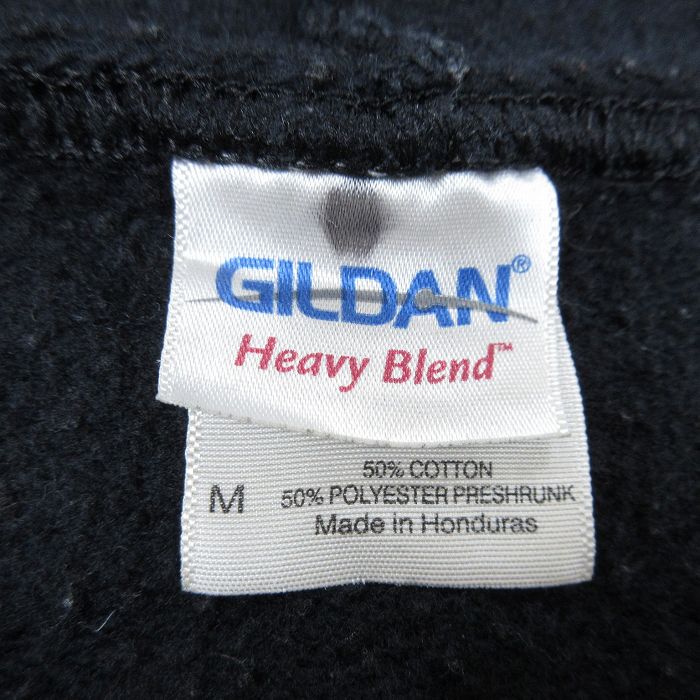 GILDAN®
Heavy Blend™
50% COTTON
M 50% POLYESTER PRESHRUNK
Made in Honduras